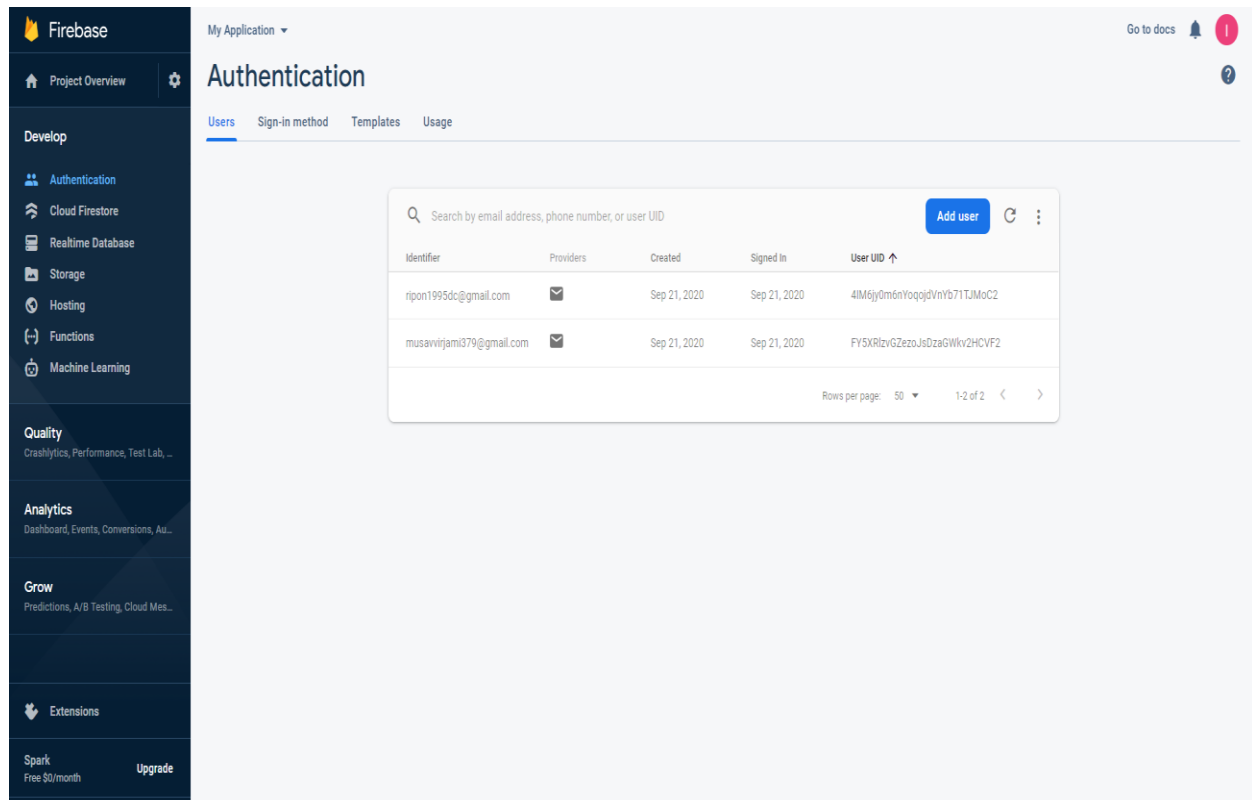 Firebase
Project Overview
Develop
Authentication
Cloud Firestore
Realtime Database
Storage
Hosting
Functions
Machine Learning
Quality
Crashlytics, Performance, Test Lab, ...
Analytics
Dashboard, Events, Conversions, Au...
Grow
Predictions, A/B Testing, Cloud Mes...
Extensions
Spark
Free $0/month
Upgrade
My Application
Go to docs
I
Authentication
Users Sign-in method Templates Usage
Search by email address, phone number, or user UID
Add user
Identifier Providers Created Signed In User UID
ripon1995dc@gmail.com Sep 21, 2020 Sep 21, 2020 4IM6jy0m6nYoqojdVnYb71TJMoC2
musavvirjami379@gmail.com Sep 21, 2020 Sep 21, 2020 FY5XRlzvGZezoJsDzaGWkv2HCVF2
Rows per page: 50 1-2 of 2